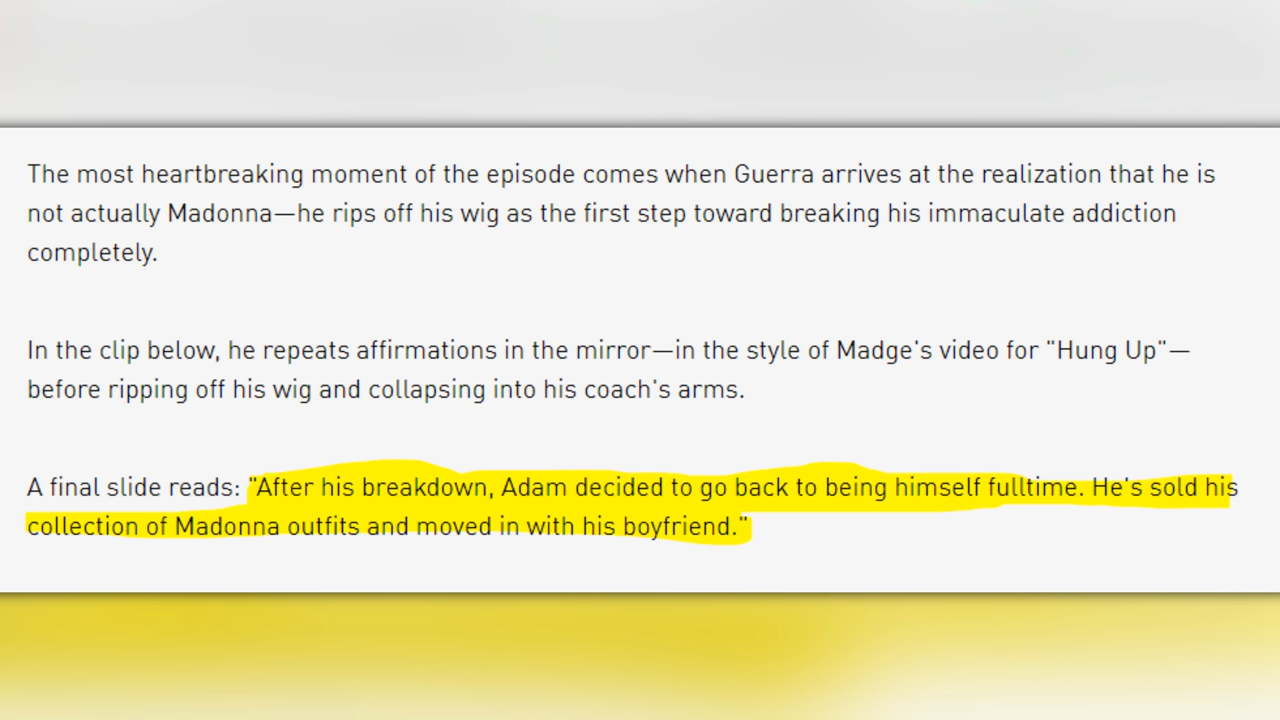 The most heartbreaking moment of the episode comes when Guerra arrives at the realization that he is
not actually Madonna—he rips off his wig as the first step toward breaking his immaculate addiction
completely.
In the clip below, he repeats affirmations in the mirror—in the style of Madge's video for "Hung Up"—
before ripping off his wig and collapsing into his coach's arms.
A final slide reads: "After his breakdown, Adam decided to go back to being himself fulltime. He's sold his
collection of Madonna outfits and moved in with his boyfriend."